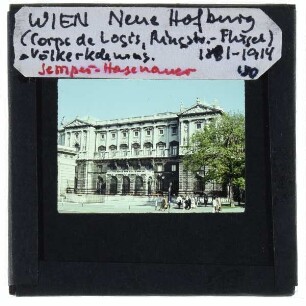 WIEN Neue Hofburg
(Corps de Logis, Ringstr.-Flügel)
Völkerkdemus. 1881-1914
Semper-Hasenauer